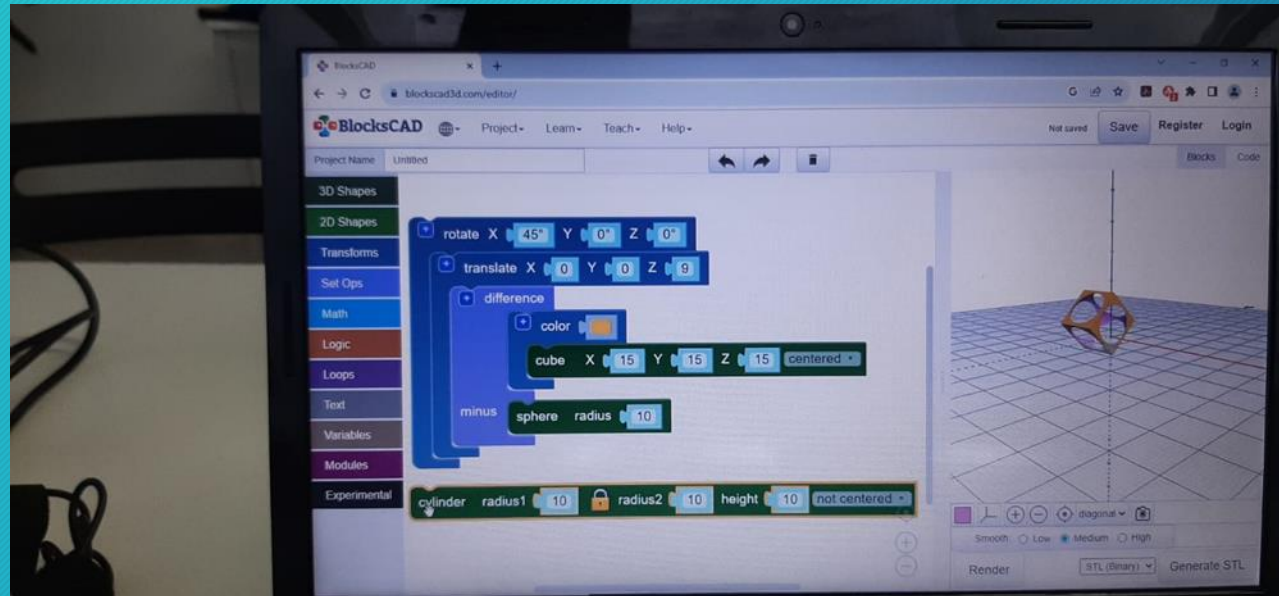 BlocksCAD
blockscad3d.com/editor/
BlocksCAD Project Learn Teach Help Not saved Save Register Login
Project Name Untitled Blocks Code
3D Shapes
2D Shapes
Transforms
Set Ops
Math
Logic
Loops
Text
Variables
Modules
Experimental
rotate X 45° Y 0° Z 0°
translate X 0 Y 0 Z 9
difference
color
cube X 15 Y 15 Z 15 centered
minus sphere radius 10
cylinder radius1 10 radius2 10 height 10 not centered
diagonal
Smooth: Low Medium High
Render STL (Binary) Generate STL